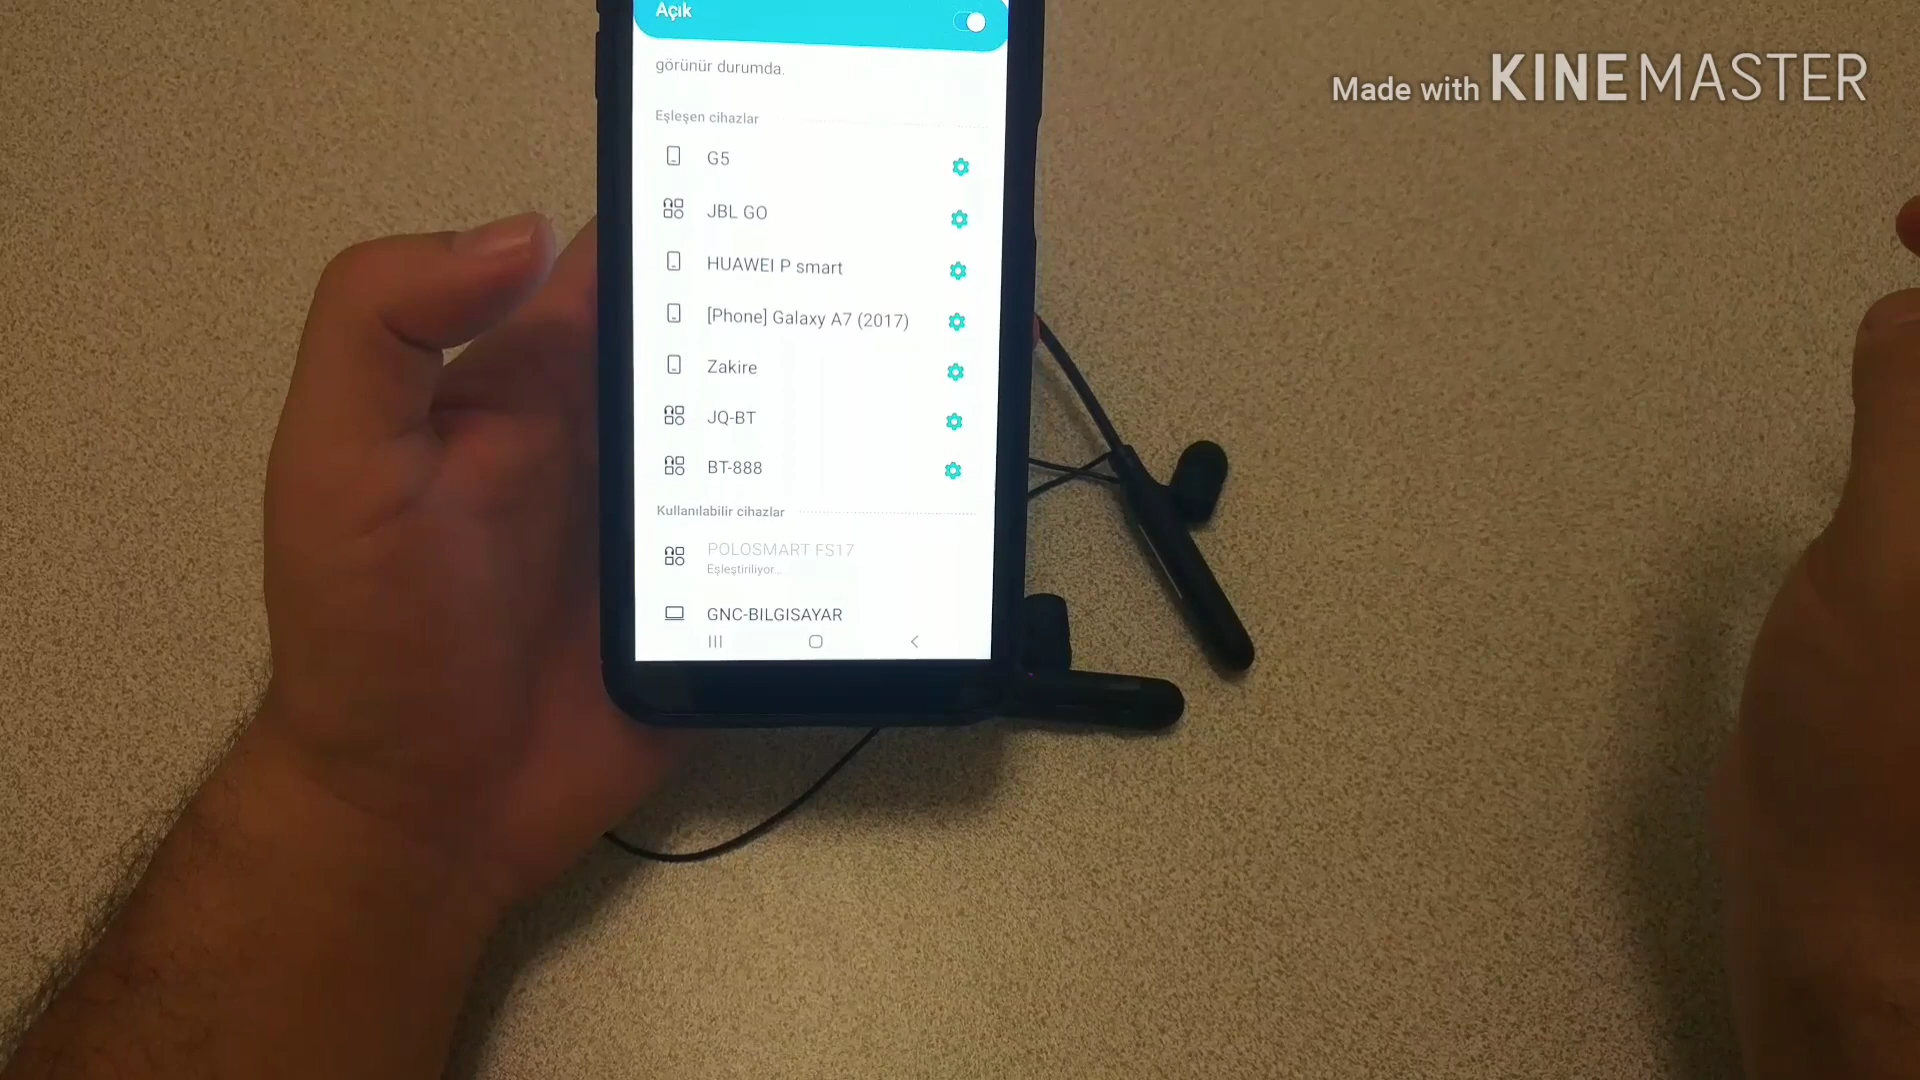 Açık
Made with KINEMASTER
görünür durumda.
Eşleşen cihazlar
G5
JBL GO
HUAWEI P smart
[Phone] Galaxy A7 (2017)
Zakire
JQ-BT
BT-888
Kullanılabilir cihazlar
POLOSMART FS17
Eşleştiriliyor...
GNC-BILGISAYAR